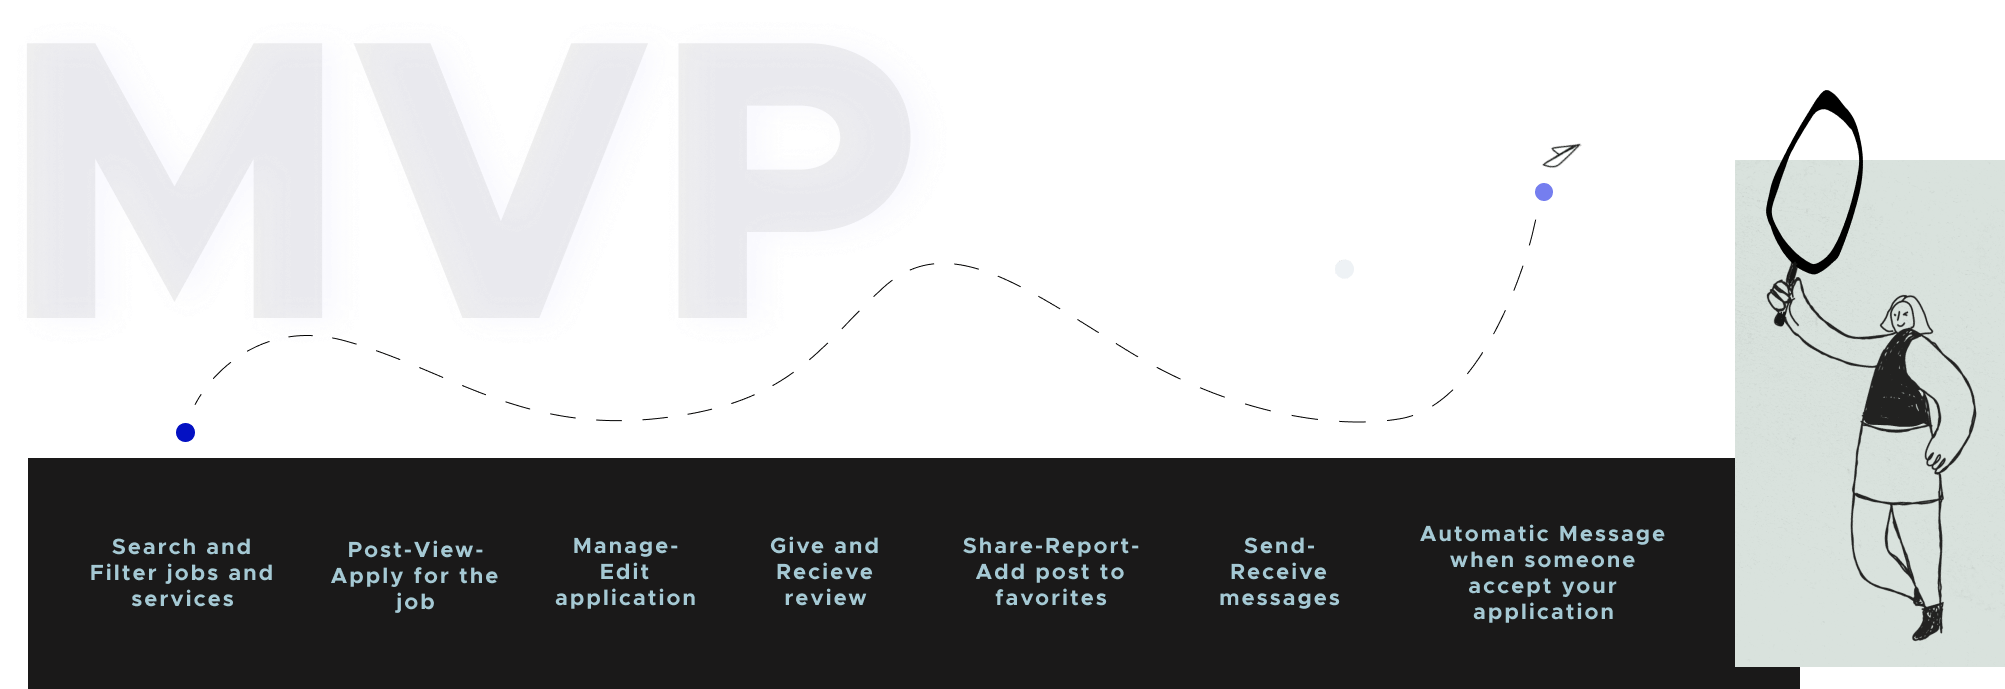 MVP
Search and
Filter jobs and
services
Post-View-
Apply for the
job
Manage-
Edit
application
Give and
Recieve
review
Share-Report-
Add post to
favorites
Send-
Receive
messages
Automatic Message
when someone
accept your
application